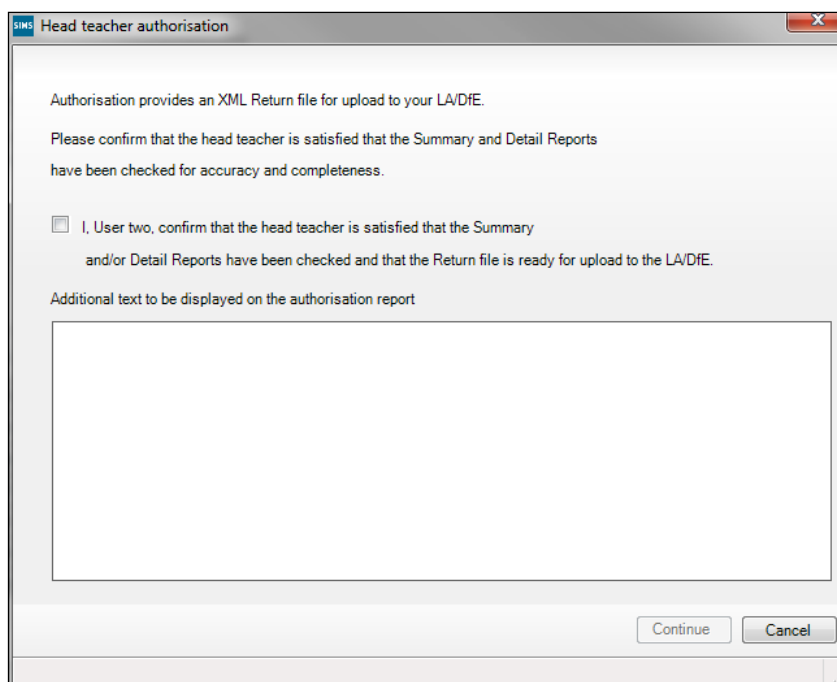 SIMS Head teacher authorisation
Authorisation provides an XML Return file for upload to your LA/DfE.
Please confirm that the head teacher is satisfied that the Summary and Detail Reports
have been checked for accuracy and completeness.
I, User two, confirm that the head teacher is satisfied that the Summary
and/or Detail Reports have been checked and that the Return file is ready for upload to the LA/DfE.
Additional text to be displayed on the authorisation report
Continue Cancel